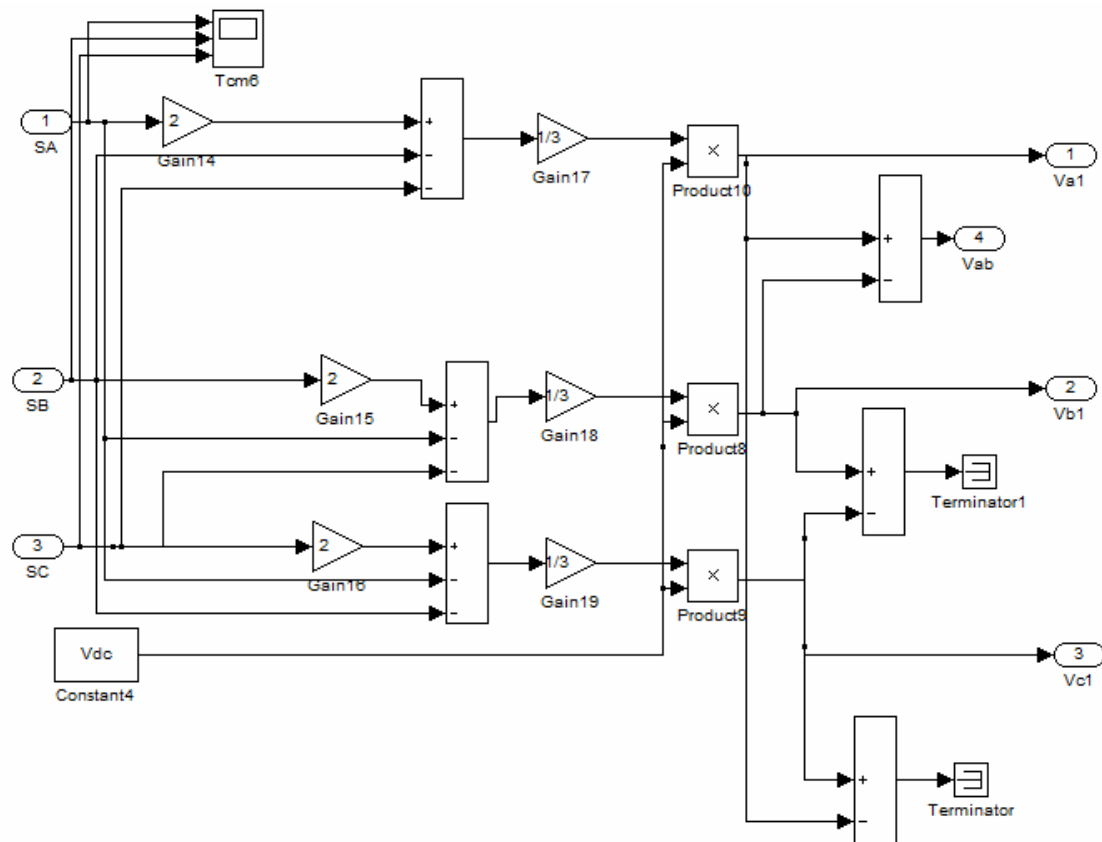 Tcm6
1
SA
2
Gain14
+
−
−
1/3
Gain17
×
Product10
1
Va1
+
−
4
Vab
2
SB
2
Gain15
+
−
−
1/3
Gain18
×
Product8
2
Vb1
+
−
Terminator1
3
SC
2
Gain16
+
−
−
1/3
Gain19
×
Product9
Vdc
Constant4
3
Vc1
+
−
Terminator